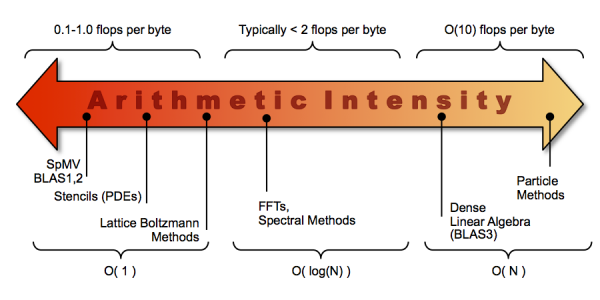 0.1-1.0 flops per byte
Typically < 2 flops per byte
O(10) flops per byte
Arithmetic Intensity
SpMV
BLAS1,2
Stencils (PDEs)
Lattice Boltzmann
Methods
FFTs,
Spectral Methods
Dense
Linear Algebra
(BLAS3)
Particle
Methods
O( 1 )
O( log(N) )
O( N )